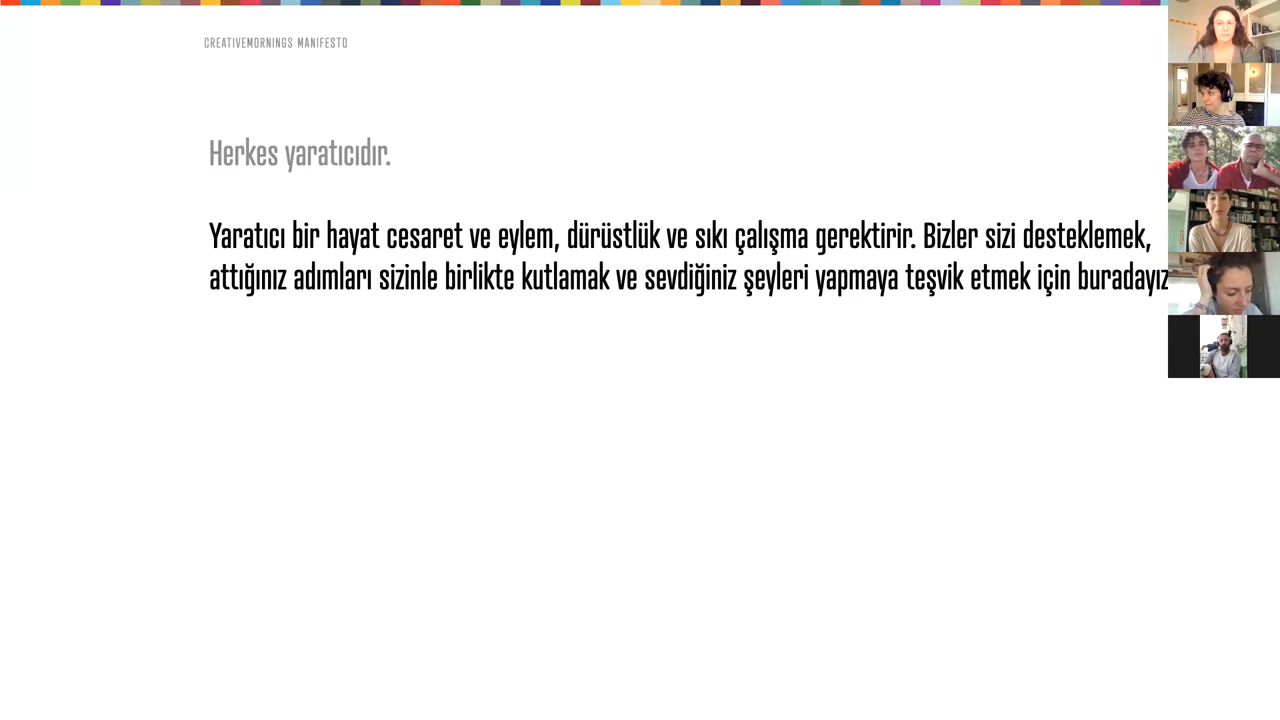 CREATIVEMORNINGS MANIFESTO
Herkes yaratıcıdır.
Yaratıcı bir hayat cesaret ve eylem, dürüstlük ve sıkı çalışma gerektirir. Bizler sizi desteklemek,
attığınız adımları sizinle birlikte kutlamak ve sevdiğiniz şeyleri yapmaya teşvik etmek için buradayız